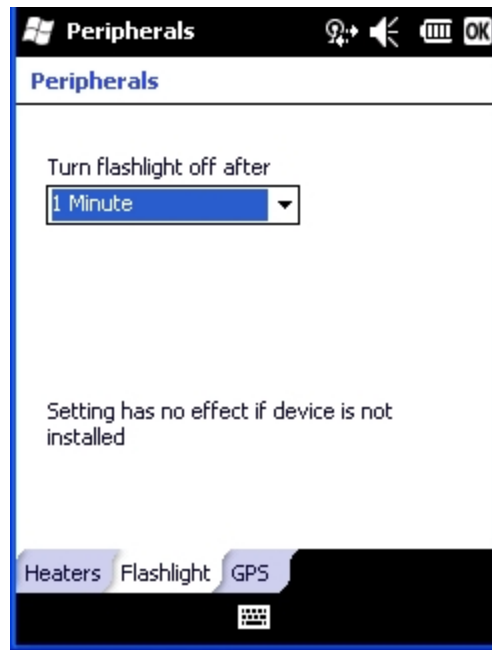 Peripherals
OK
Peripherals
Turn flashlight off after
1 Minute
Setting has no effect if device is not
installed
Heaters Flashlight GPS